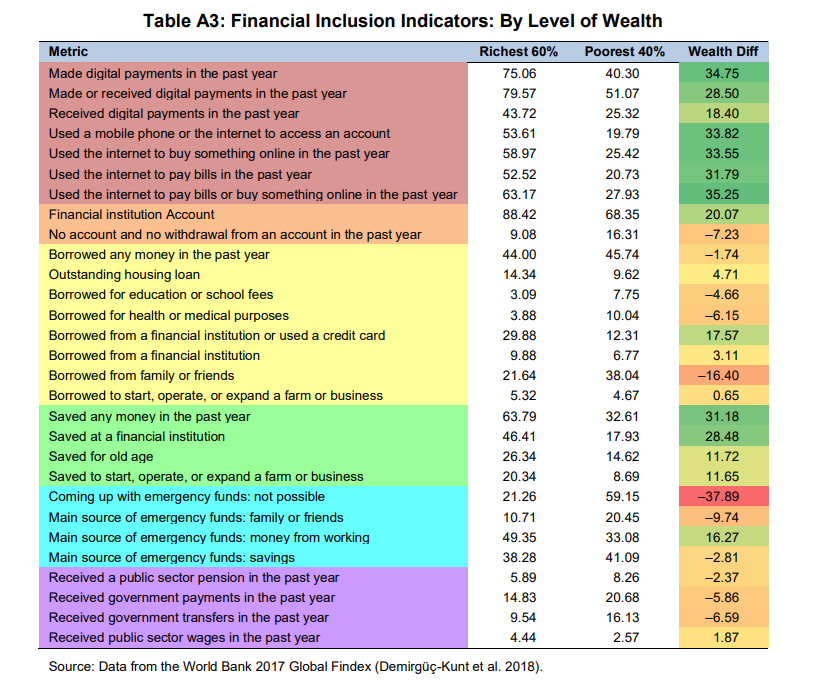 Table A3: Financial Inclusion Indicators: By Level of Wealth
Metric Richest 60% Poorest 40% Wealth Diff
Made digital payments in the past year 75.06 40.30 34.75
Made or received digital payments in the past year 79.57 51.07 28.50
Received digital payments in the past year 43.72 25.32 18.40
Used a mobile phone or the internet to access an account 53.61 19.79 33.82
Used the internet to buy something online in the past year 58.97 25.42 33.55
Used the internet to pay bills in the past year 52.52 20.73 31.79
Used the internet to pay bills or buy something online in the past year 63.17 27.93 35.25
Financial institution Account 88.42 68.35 20.07
No account and no withdrawal from an account in the past year 9.08 16.31 –7.23
Borrowed any money in the past year 44.00 45.74 –1.74
Outstanding housing loan 14.34 9.62 4.71
Borrowed for education or school fees 3.09 7.75 –4.66
Borrowed for health or medical purposes 3.88 10.04 –6.15
Borrowed from a financial institution or used a credit card 29.88 12.31 17.57
Borrowed from a financial institution 9.88 6.77 3.11
Borrowed from family or friends 21.64 38.04 –16.40
Borrowed to start, operate, or expand a farm or business 5.32 4.67 0.65
Saved any money in the past year 63.79 32.61 31.18
Saved at a financial institution 46.41 17.93 28.48
Saved for old age 26.34 14.62 11.72
Saved to start, operate, or expand a farm or business 20.34 8.69 11.65
Coming up with emergency funds: not possible 21.26 59.15 –37.89
Main source of emergency funds: family or friends 10.71 20.45 –9.74
Main source of emergency funds: money from working 49.35 33.08 16.27
Main source of emergency funds: savings 38.28 41.09 –2.81
Received a public sector pension in the past year 5.89 8.26 –2.37
Received government payments in the past year 14.83 20.68 –5.86
Received government transfers in the past year 9.54 16.13 –6.59
Received public sector wages in the past year 4.44 2.57 1.87
Source: Data from the World Bank 2017 Global Findex (Demirgüç-Kunt et al. 2018).